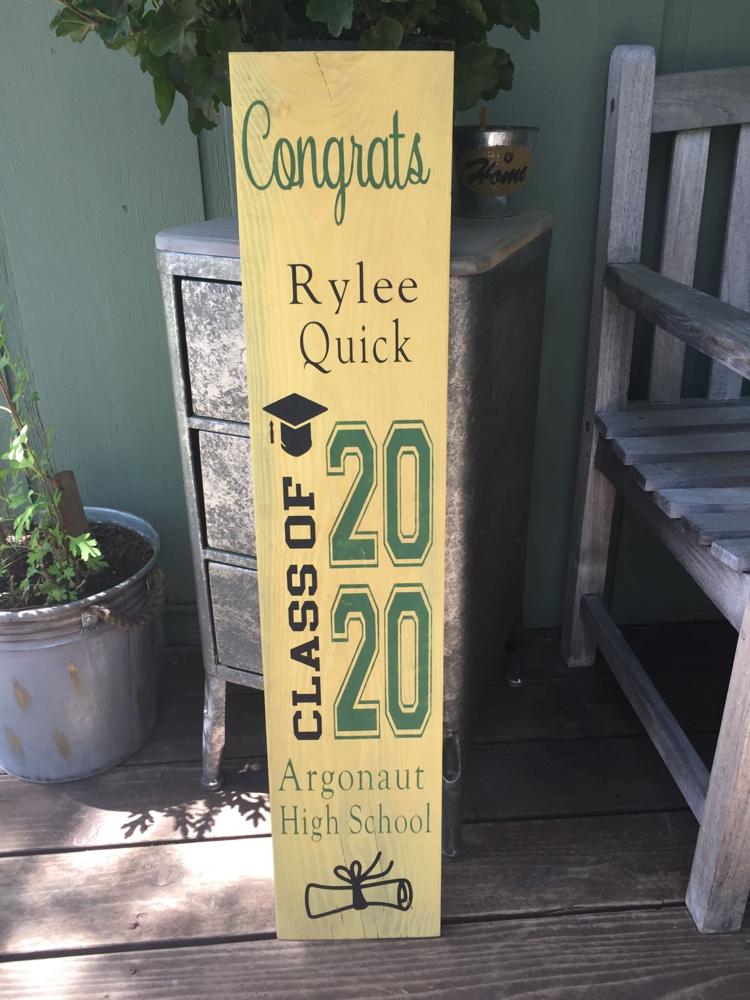 Congrats
Home
Rylee
Quick
CLASS OF
20
20
Argonaut
High School